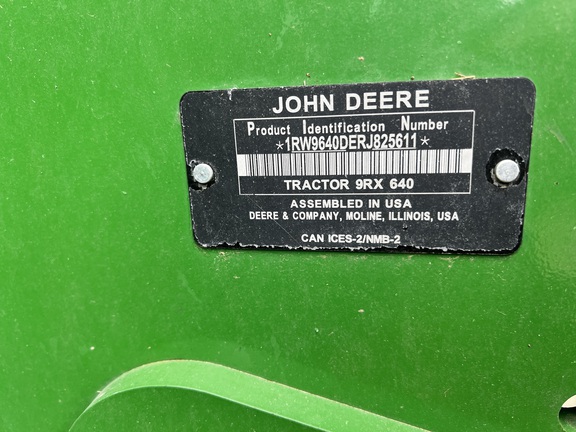 JOHN DEERE
Product Identification Number
*1RW9640DERJ825611*
TRACTOR 9RX 640
ASSEMBLED IN USA
DEERE & COMPANY, MOLINE, ILLINOIS, USA
CAN ICES-2/NMB-2